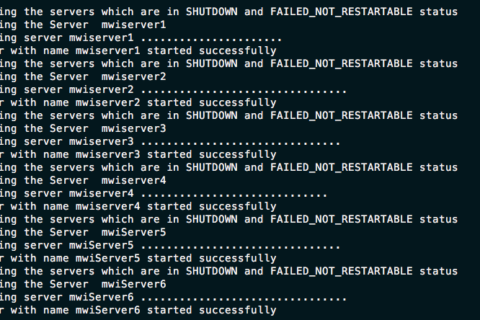 ing the servers which are in SHUTDOWN and FAILED_NOT_RESTARTABLE status
ing the Server  mwiserver1
ing server mwiserver1 ......................
r with name mwiserver1 started successfully
ing the servers which are in SHUTDOWN and FAILED_NOT_RESTARTABLE status
ing the Server  mwiserver2
ing server mwiserver2 ................................
r with name mwiserver2 started successfully
ing the servers which are in SHUTDOWN and FAILED_NOT_RESTARTABLE status
ing the Server  mwiserver3
ing server mwiserver3 ...............................
r with name mwiserver3 started successfully
ing the servers which are in SHUTDOWN and FAILED_NOT_RESTARTABLE status
ing the Server  mwiserver4
ing server mwiserver4 .............................
r with name mwiserver4 started successfully
ing the servers which are in SHUTDOWN and FAILED_NOT_RESTARTABLE status
ing the Server  mwiServer5
ing server mwiServer5 ...............................
r with name mwiServer5 started successfully
ing the servers which are in SHUTDOWN and FAILED_NOT_RESTARTABLE status
ing the Server  mwiServer6
ing server mwiServer6 ................................
r with name mwiServer6 started successfully